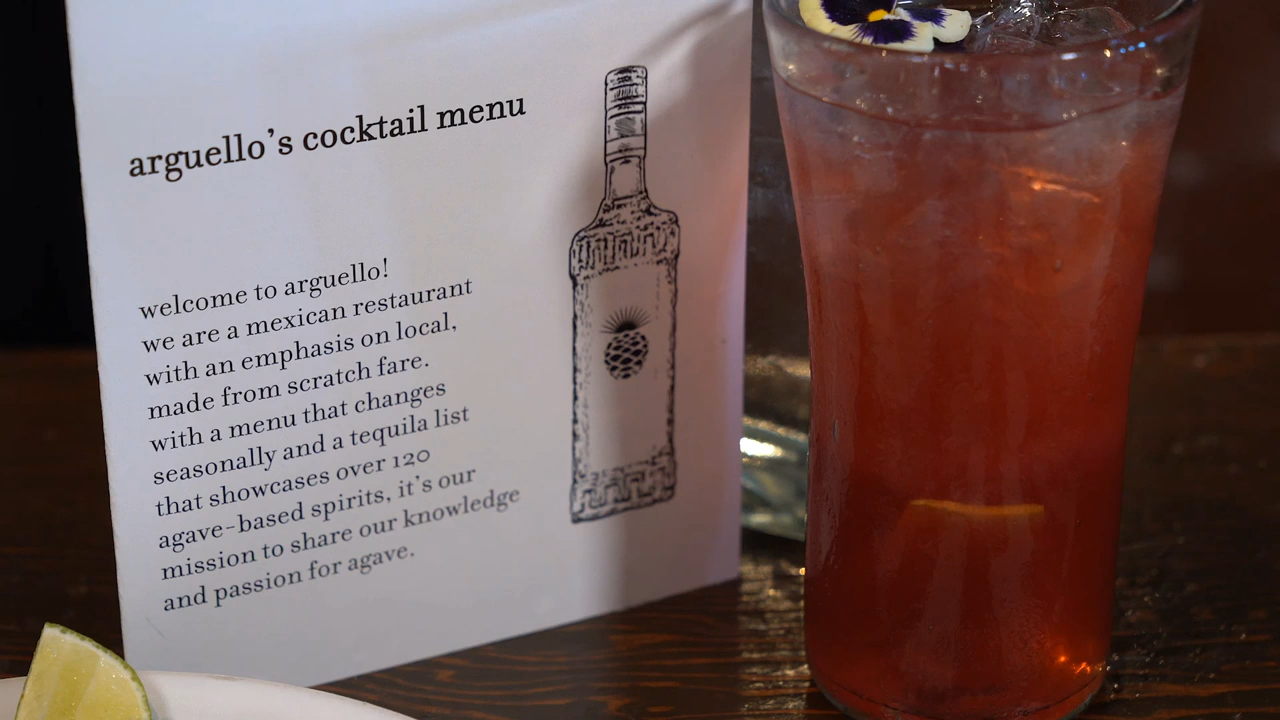 arguello's cocktail menu
welcome to arguello!
we are a mexican restaurant
with an emphasis on local,
made from scratch fare.
with a menu that changes
seasonally and a tequila list
that showcases over 120
agave-based spirits, it's our
mission to share our knowledge
and passion for agave.